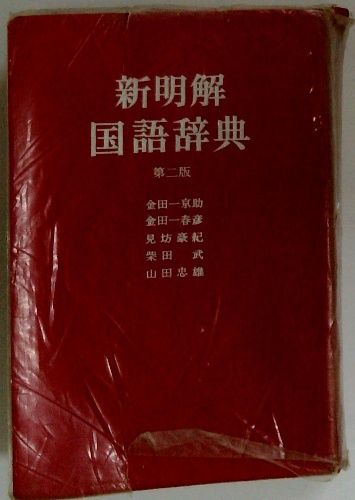 新明解
国語辞典
第二版
金田一京助
金田一春彦
見坊豪紀
柴田 武
山田忠雄